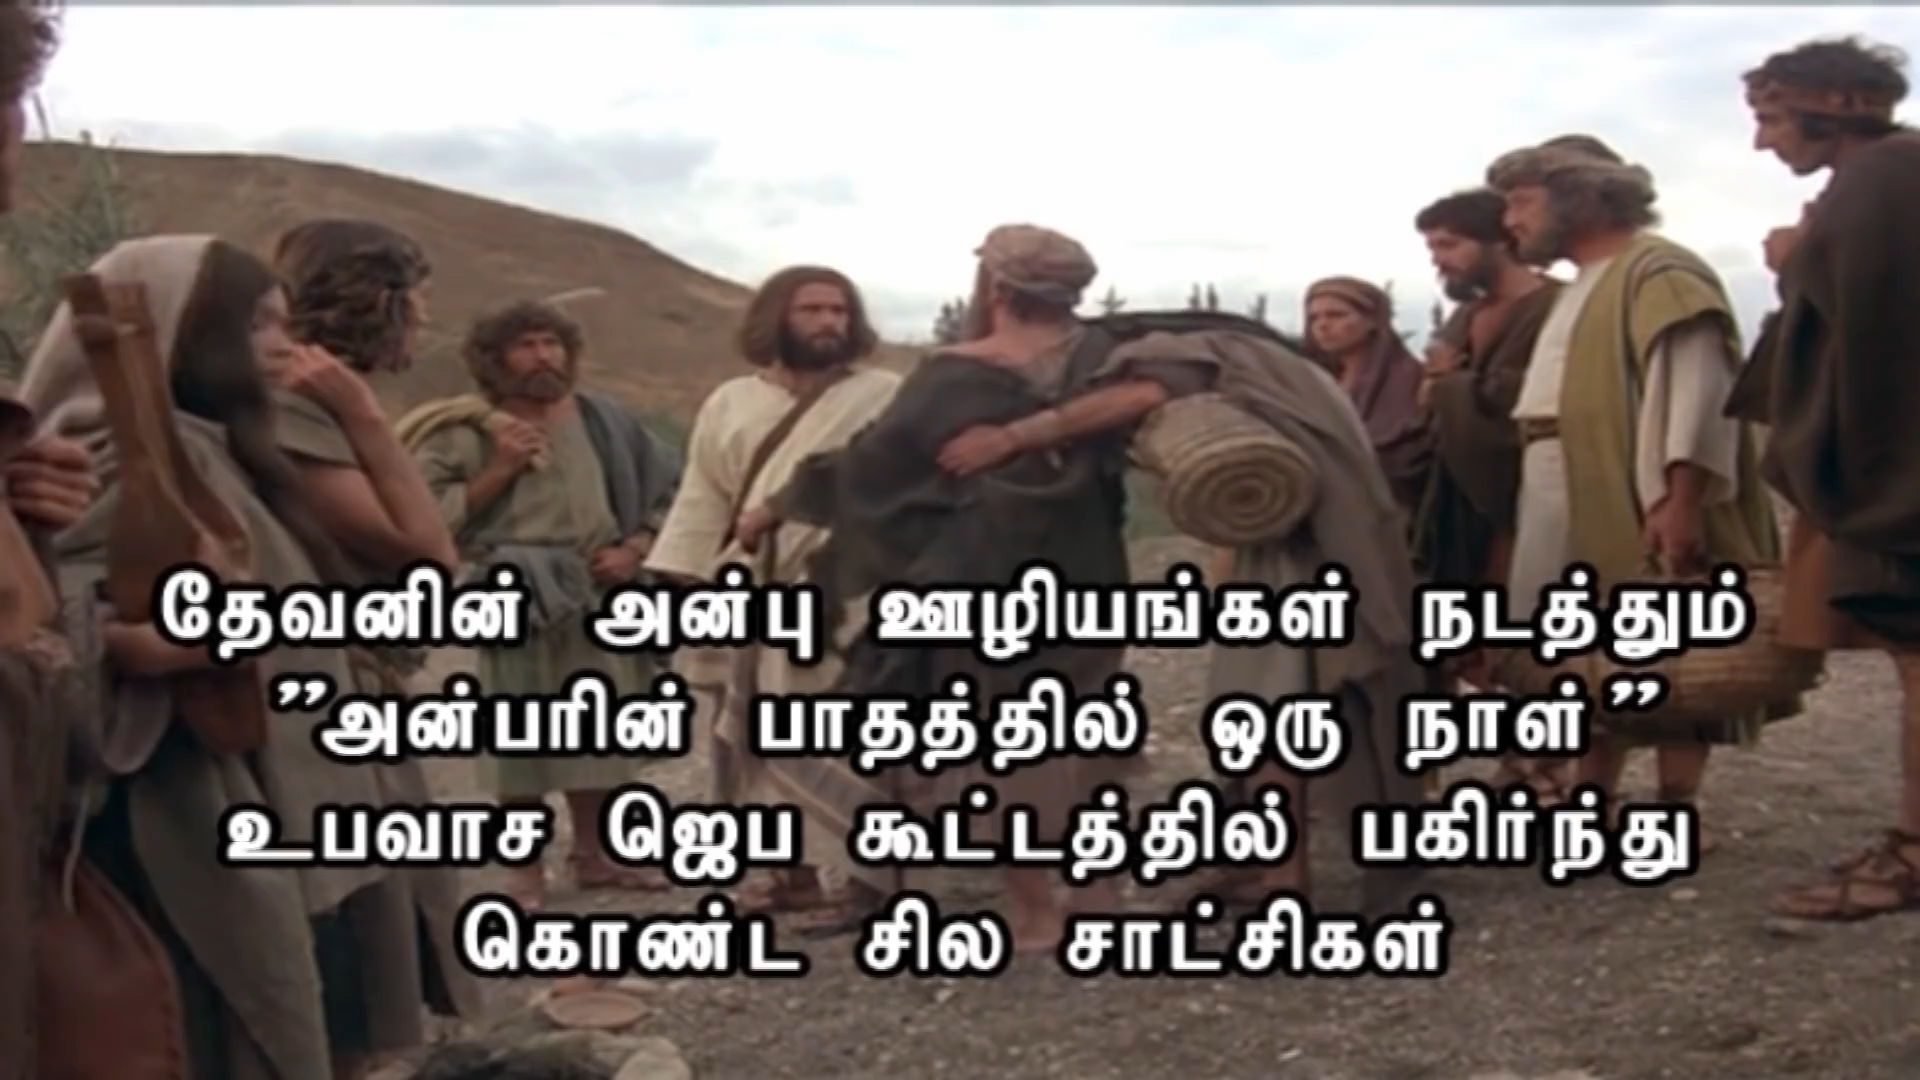 தேவனின் அன்பு ஊழியங்கள் நடத்தும்
"அன்பரின் பாதத்தில் ஒரு நாள்"
உபவாச ஜெப கூட்டத்தில் பகிர்ந்து
கொண்ட சில சாட்சிகள்